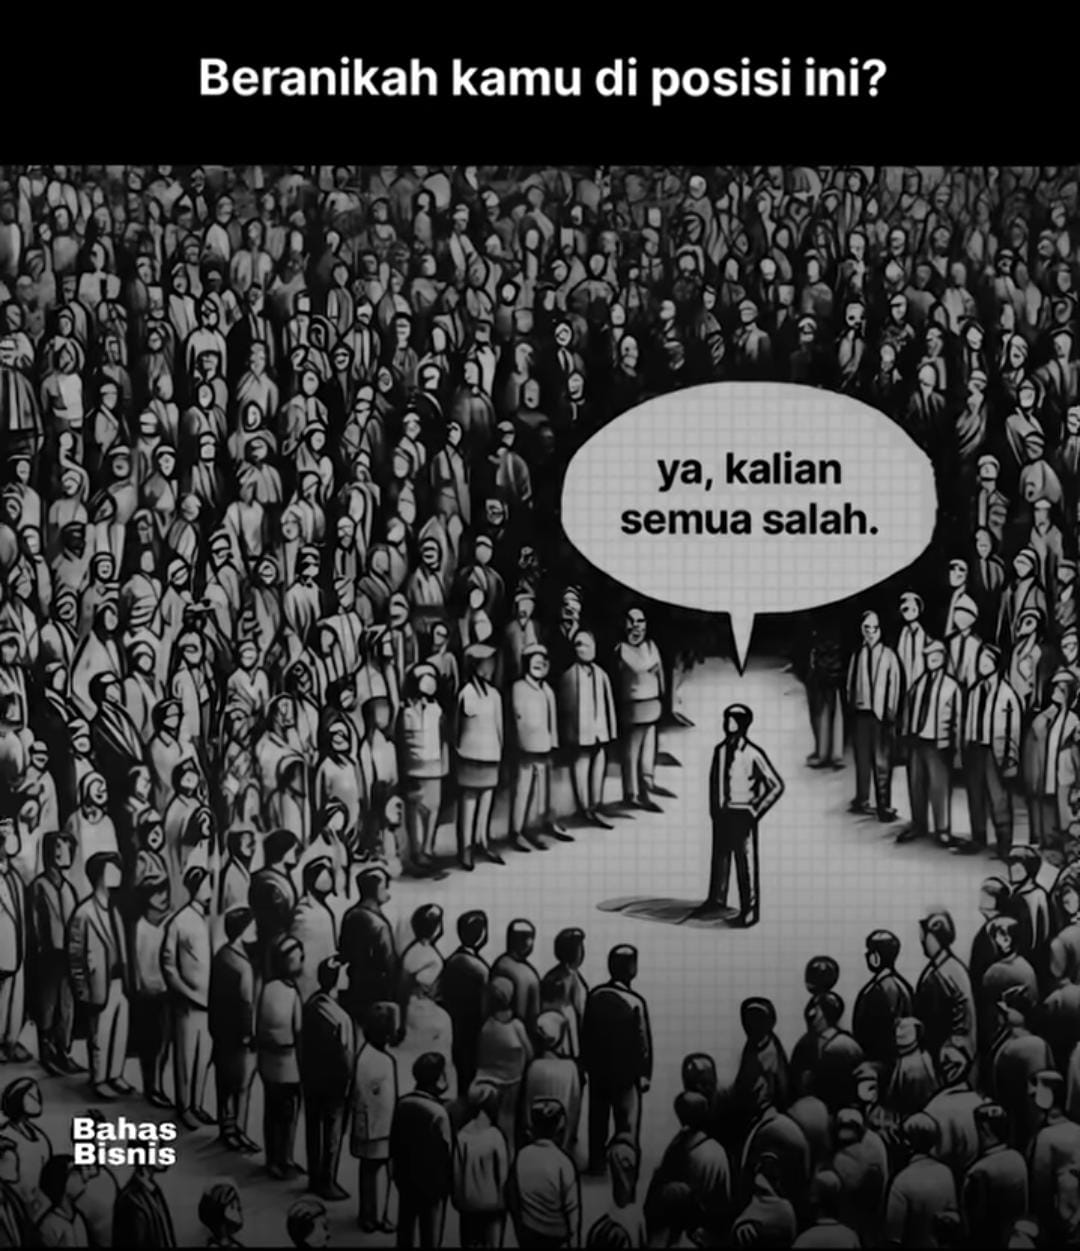 Beranikah kamu di posisi ini?
ya, kalian
semua salah.
Bahas
Bisnis